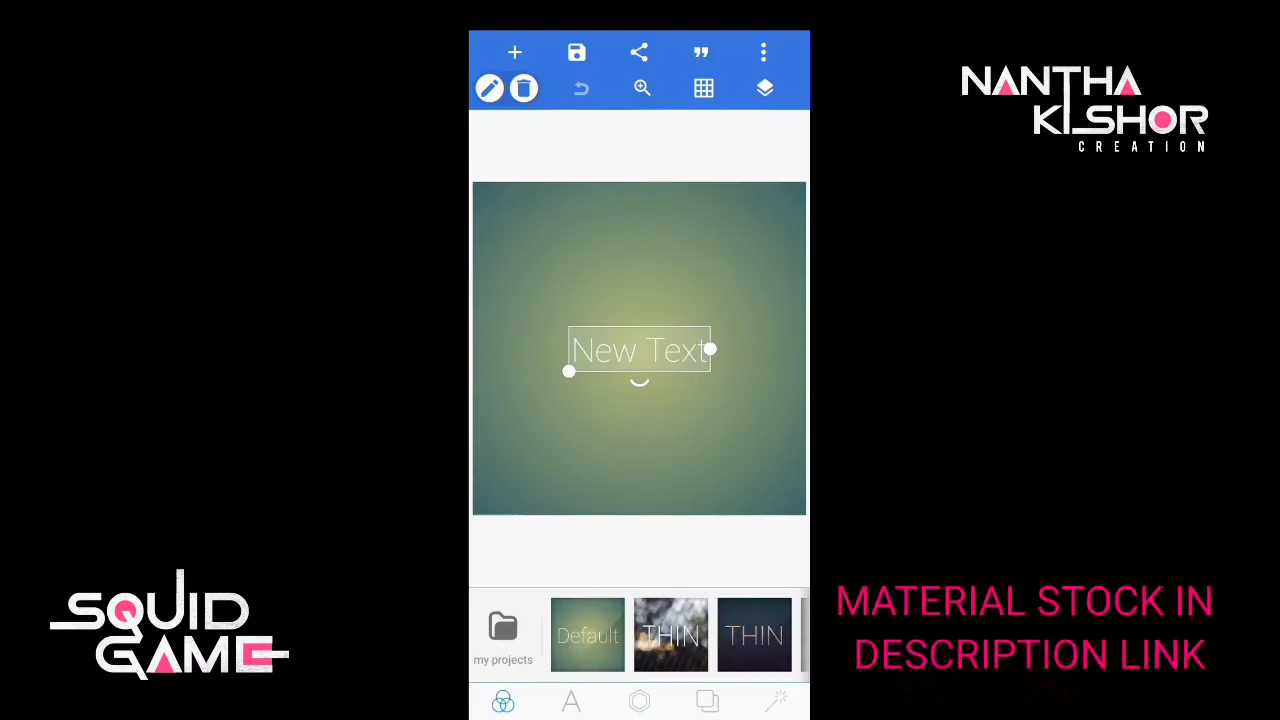 NANTHA
KISHOR
CREATION
New Text
Default
THIN
THIN
my projects
SQUID
GAME
MATERIAL STOCK IN
DESCRIPTION LINK